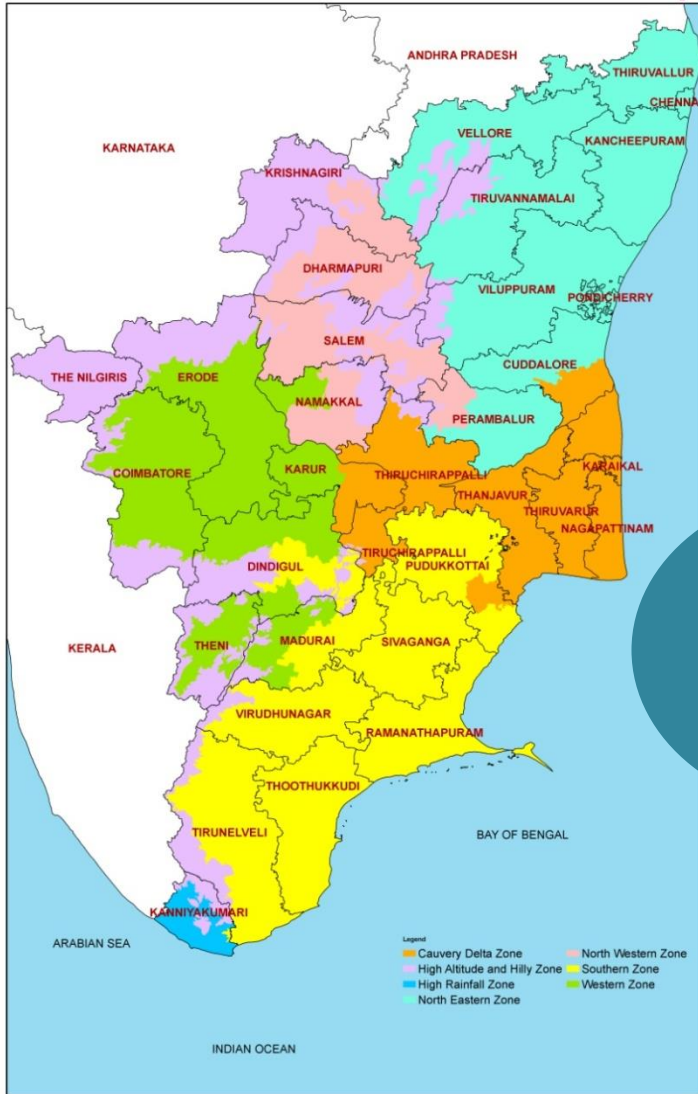 ANDHRA PRADESH
THIRUVALLUR
CHENNA
VELLORE
KANCHEEPURAM
KARNATAKA
KRISHNAGIRI
TIRUVANNAMALAI
DHARMAPURI
VILUPPURAM
PONDICHERRY
SALEM
CUDDALORE
THE NILGIRIS
ERODE
NAMAKKAL
PERAMBALUR
COIMBATORE
KARUR
THIRUCHIRAPPALLI
KARAIKAL
THANJAVUR
THIRUVARUR
NAGAPATTINAM
TIRUCHIRAPPALLI
DINDIGUL
PUDUKKOTTAI
KERALA
THENI
MADURAI
SIVAGANGA
VIRUDHUNAGAR
RAMANATHAPURAM
THOOTHUKKUDI
TIRUNELVELI
BAY OF BENGAL
KANNIYAKUMARI
ARABIAN SEA
Legend
Cauvery Delta Zone
High Altitude and Hilly Zone
High Rainfall Zone
North Eastern Zone
North Western Zone
Southern Zone
Western Zone
INDIAN OCEAN